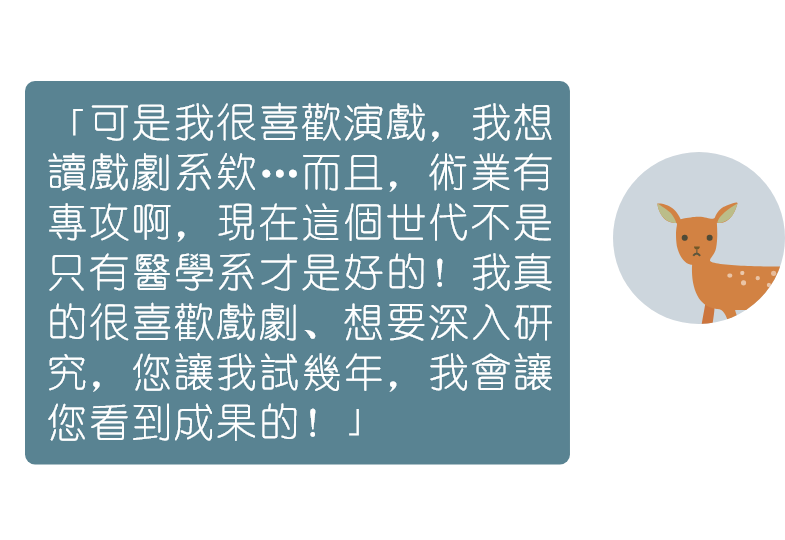 「可是我很喜歡演戲，我想
讀戲劇系欸⋯而且，術業有
專攻啊，現在這個世代不是
只有醫學系才是好的！我真
的很喜歡戲劇、想要深入研
究，您讓我試幾年，我會讓
您看到成果的！」